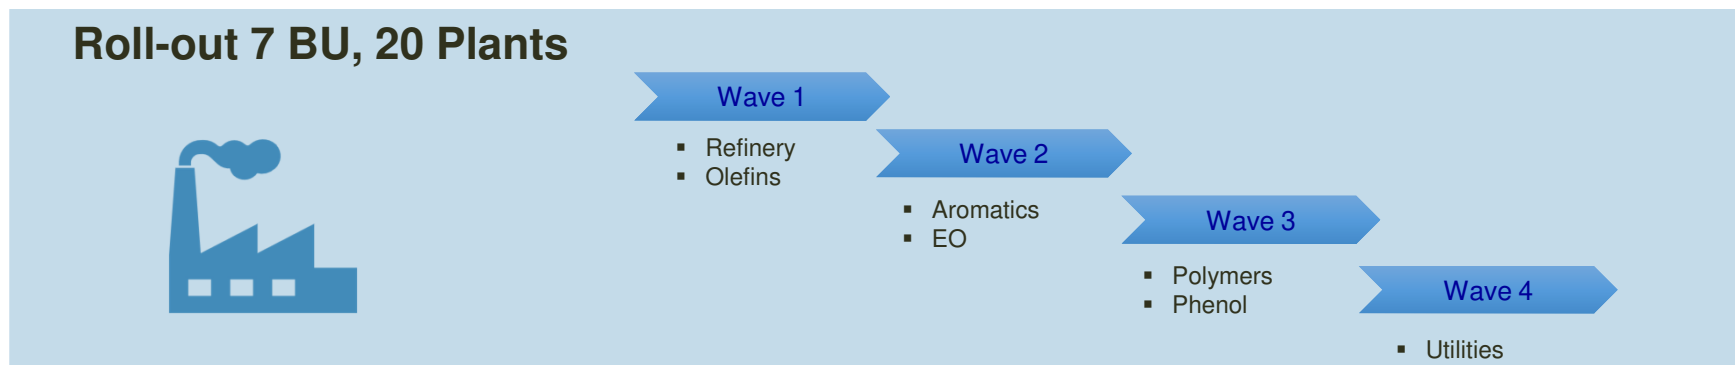 Roll-out 7 BU, 20 Plants
Wave 1
▪ Refinery
▪ Olefins
Wave 2
▪ Aromatics
▪ EO
Wave 3
▪ Polymers
▪ Phenol
Wave 4
▪ Utilities